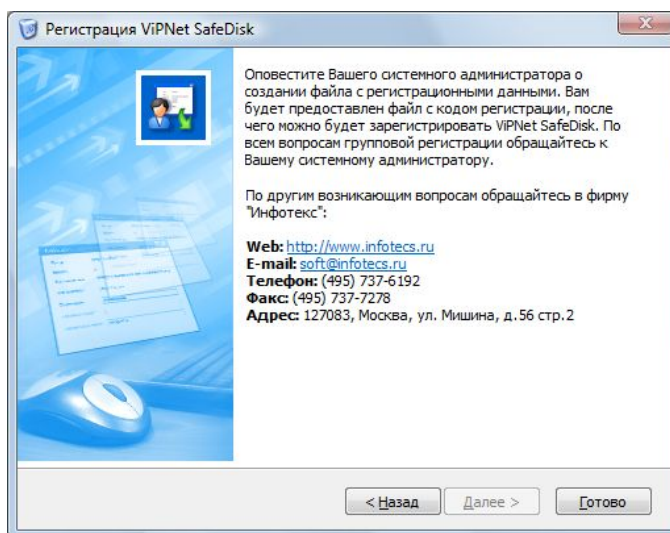 Регистрация ViPNet SafeDisk
Оповестите Вашего системного администратора о
создании файла с регистрационными данными. Вам
будет предоставлен файл с кодом регистрации, после
чего можно будет зарегистрировать ViPNet SafeDisk. По
всем вопросам групповой регистрации обращайтесь к
Вашему системному администратору.
По другим возникающим вопросам обращайтесь в фирму
"Инфотекс":
Web: http://www.infotecs.ru
E-mail: soft@infotecs.ru
Телефон: (495) 737-6192
Факс: (495) 737-7278
Адрес: 127083, Москва, ул. Мишина, д.56 стр.2
< Назад Далее > Готово